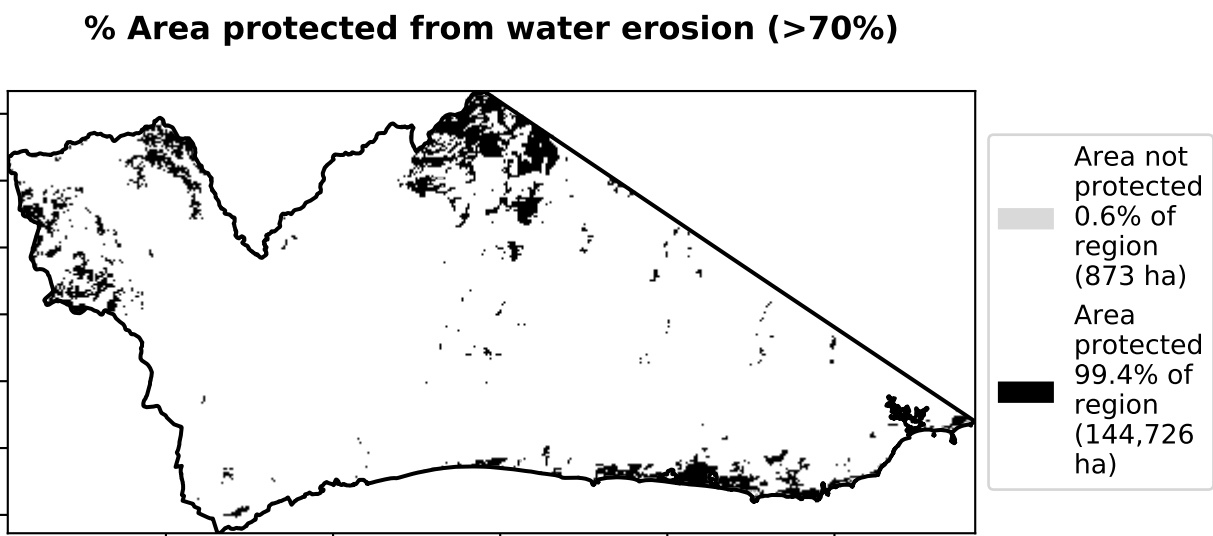 % Area protected from water erosion (>70%)
Area not
protected
0.6% of
region
(873 ha)
Area
protected
99.4% of
region
(144,726
ha)